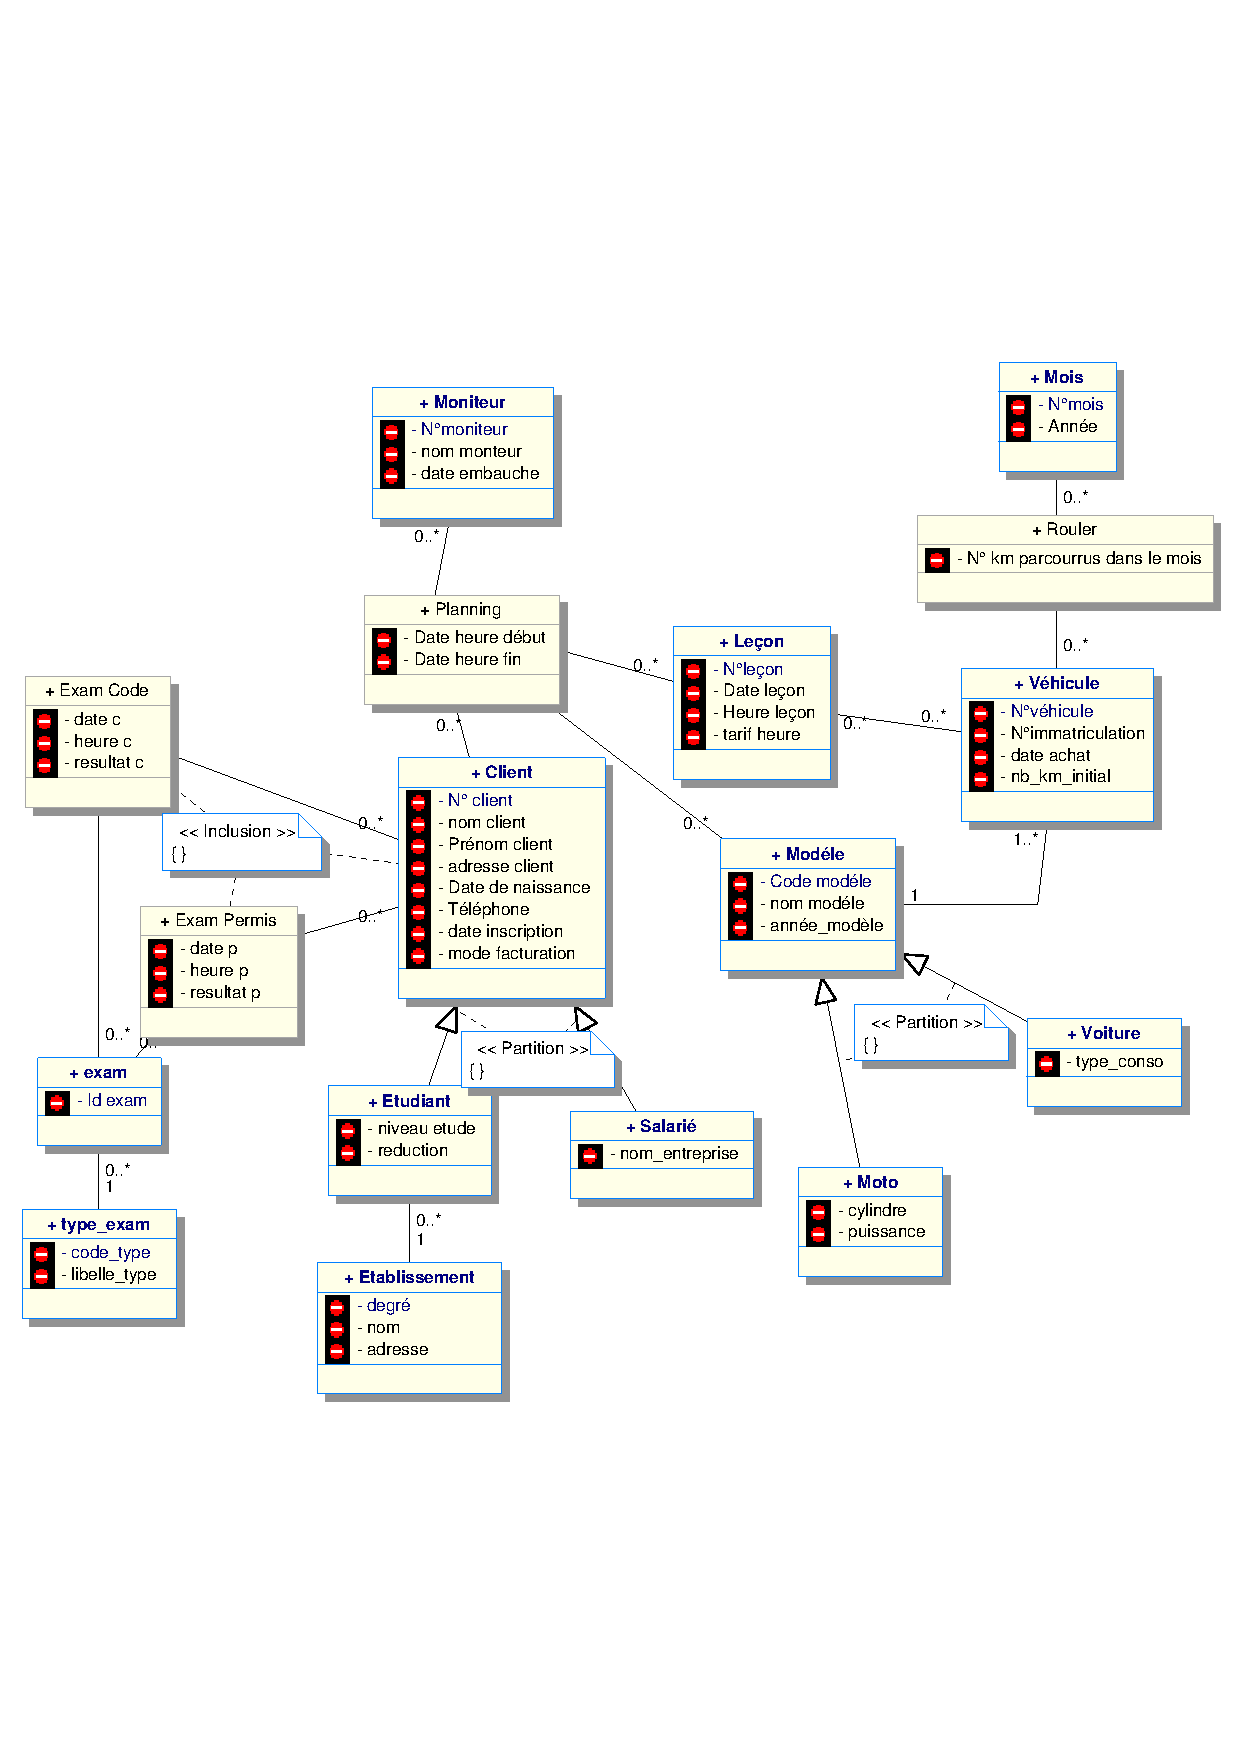 + Mois
- N°mois
- Année
0..*
+ Rouler
- N° km parcourrus dans le mois
0..*
+ Moniteur
- N°moniteur
- nom monteur
- date embauche
0..*
+ Planning
- Date heure début
- Date heure fin
0..*
0..*
0..*
+ Leçon
- N°leçon
- Date leçon
- Heure leçon
- tarif heure
0..*
0..*
+ Véhicule
- N°véhicule
- N°immatriculation
- date achat
- nb_km_initial
1..*
1
+ Exam Code
- date c
- heure c
- resultat c
0..*
<< Inclusion >>
{ }
+ Client
- N° client
- nom client
- Prénom client
- adresse client
- Date de naissance
- Téléphone
- date inscription
- mode facturation
+ Modéle
- Code modéle
- nom modéle
- année_modèle
+ Exam Permis
- date p
- heure p
- resultat p
0..*
0..*
0..
<< Partition >>
{ }
<< Partition >>
{ }
+ Voiture
- type_conso
+ exam
- Id exam
0..*
1
+ Etudiant
- niveau etude
- reduction
0..*
1
+ Salarié
- nom_entreprise
+ Moto
- cylindre
- puissance
+ type_exam
- code_type
- libelle_type
+ Etablissement
- degré
- nom
- adresse